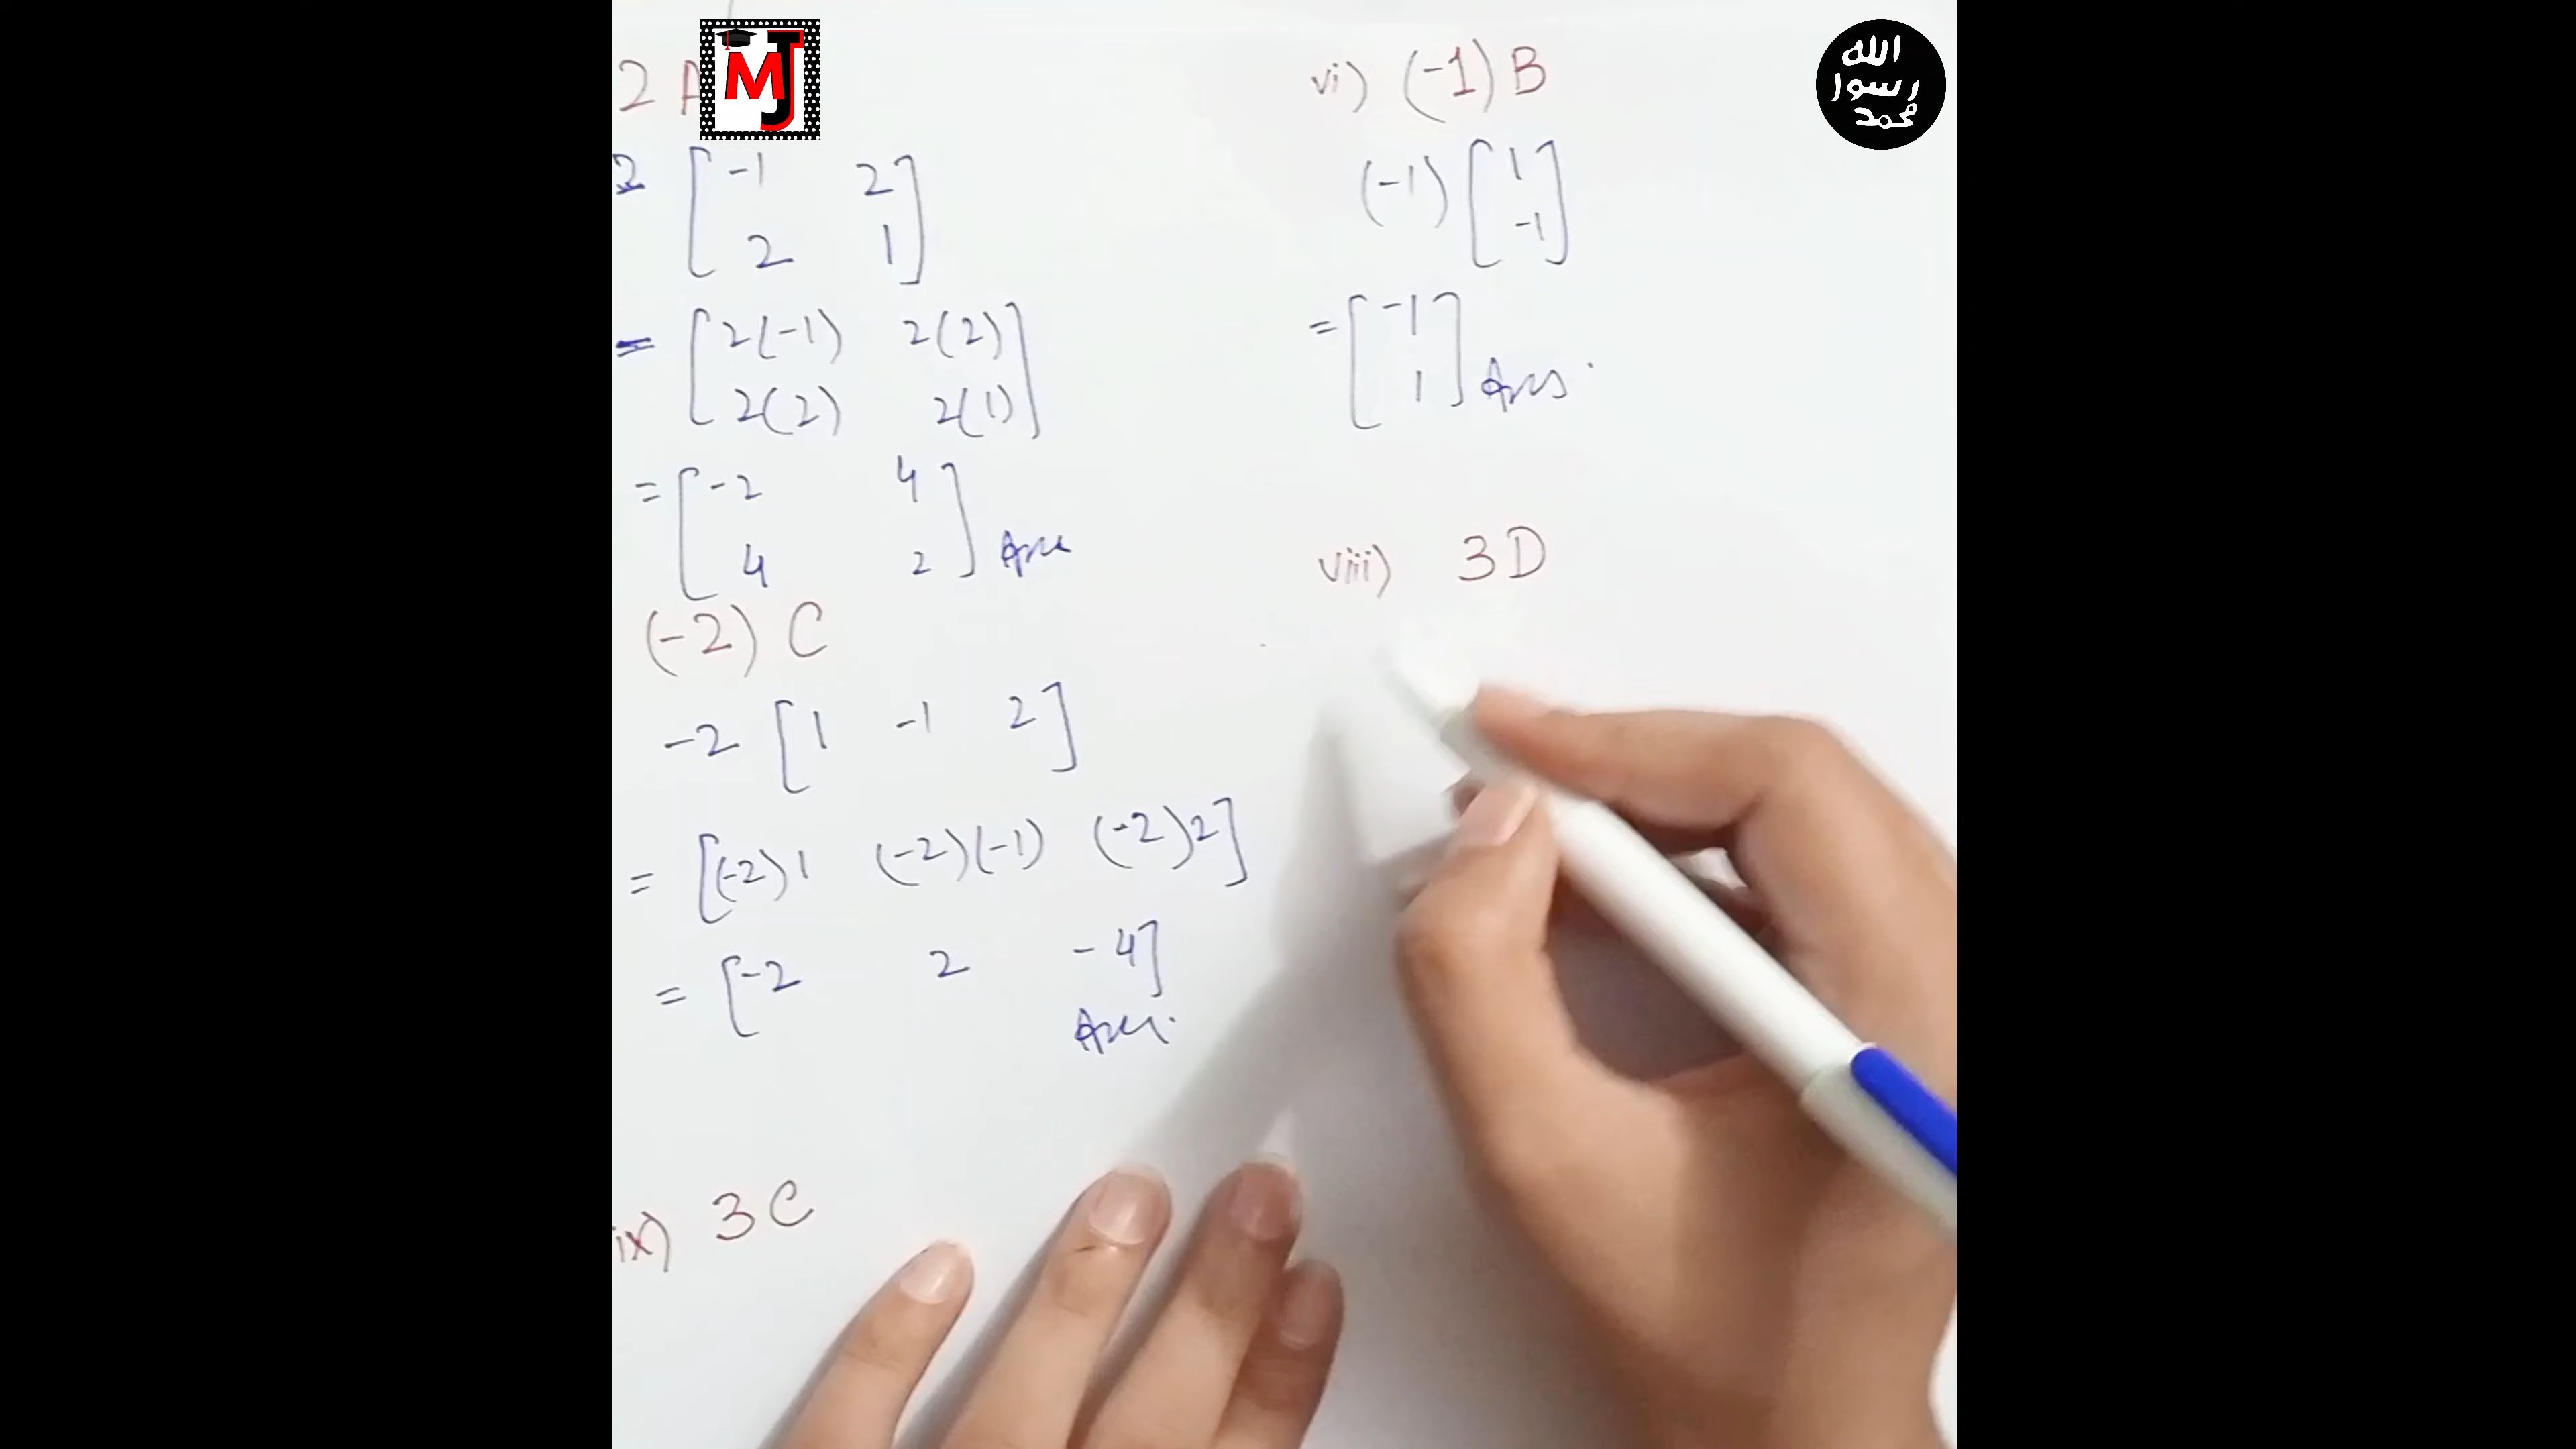 MJ
الله
رسول
محمد
2 A
2 [ -1 2
2 1 ]
= [ 2(-1) 2(2)
2(2) 2(1) ]
= [ -2 4
4 2 ] Ans
(-2) C
-2 [ 1 -1 2 ]
= [(-2)1 (-2)(-1) (-2)2]
= [-2 2 -4]
Ans.
ix) 3C
vi) (-1) B
(-1) [ 1
-1 ]
= [ -1
1 ] Ans.
viii) 3D